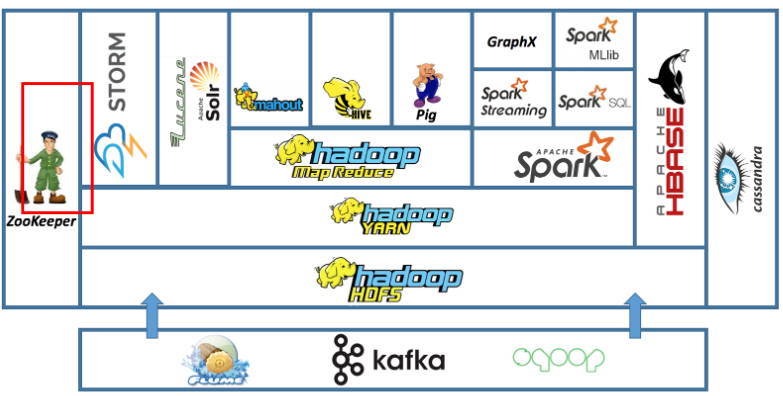 ZooKeeper
STORM
Lucene
Apache
Solr
mahout
HIVE
Pig
GraphX
Spark
MLlib
Spark
Streaming
Spark SQL
hadoop
Map Reduce
APACHE
Spark
TM
APACHE
HBASE
cassandra
hadoop
YARN
hadoop
HDFS
FLUME
kafka
sqoop